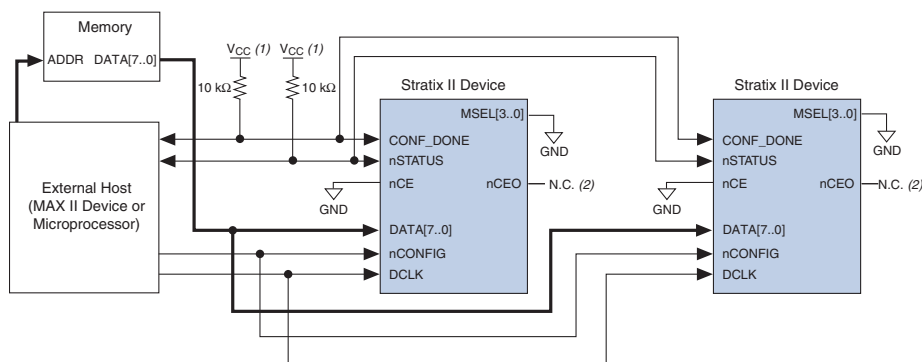 Memory
ADDR DATA[7..0]
VCC (1) VCC (1)
10 kΩ 10 kΩ
Stratix II Device
MSEL[3..0]
GND
CONF_DONE
nSTATUS
nCE nCEO N.C. (2)
GND
DATA[7..0]
nCONFIG
DCLK
External Host
(MAX II Device or
Microprocessor)
Stratix II Device
MSEL[3..0]
GND
CONF_DONE
nSTATUS
nCE nCEO N.C. (2)
GND
DATA[7..0]
nCONFIG
DCLK